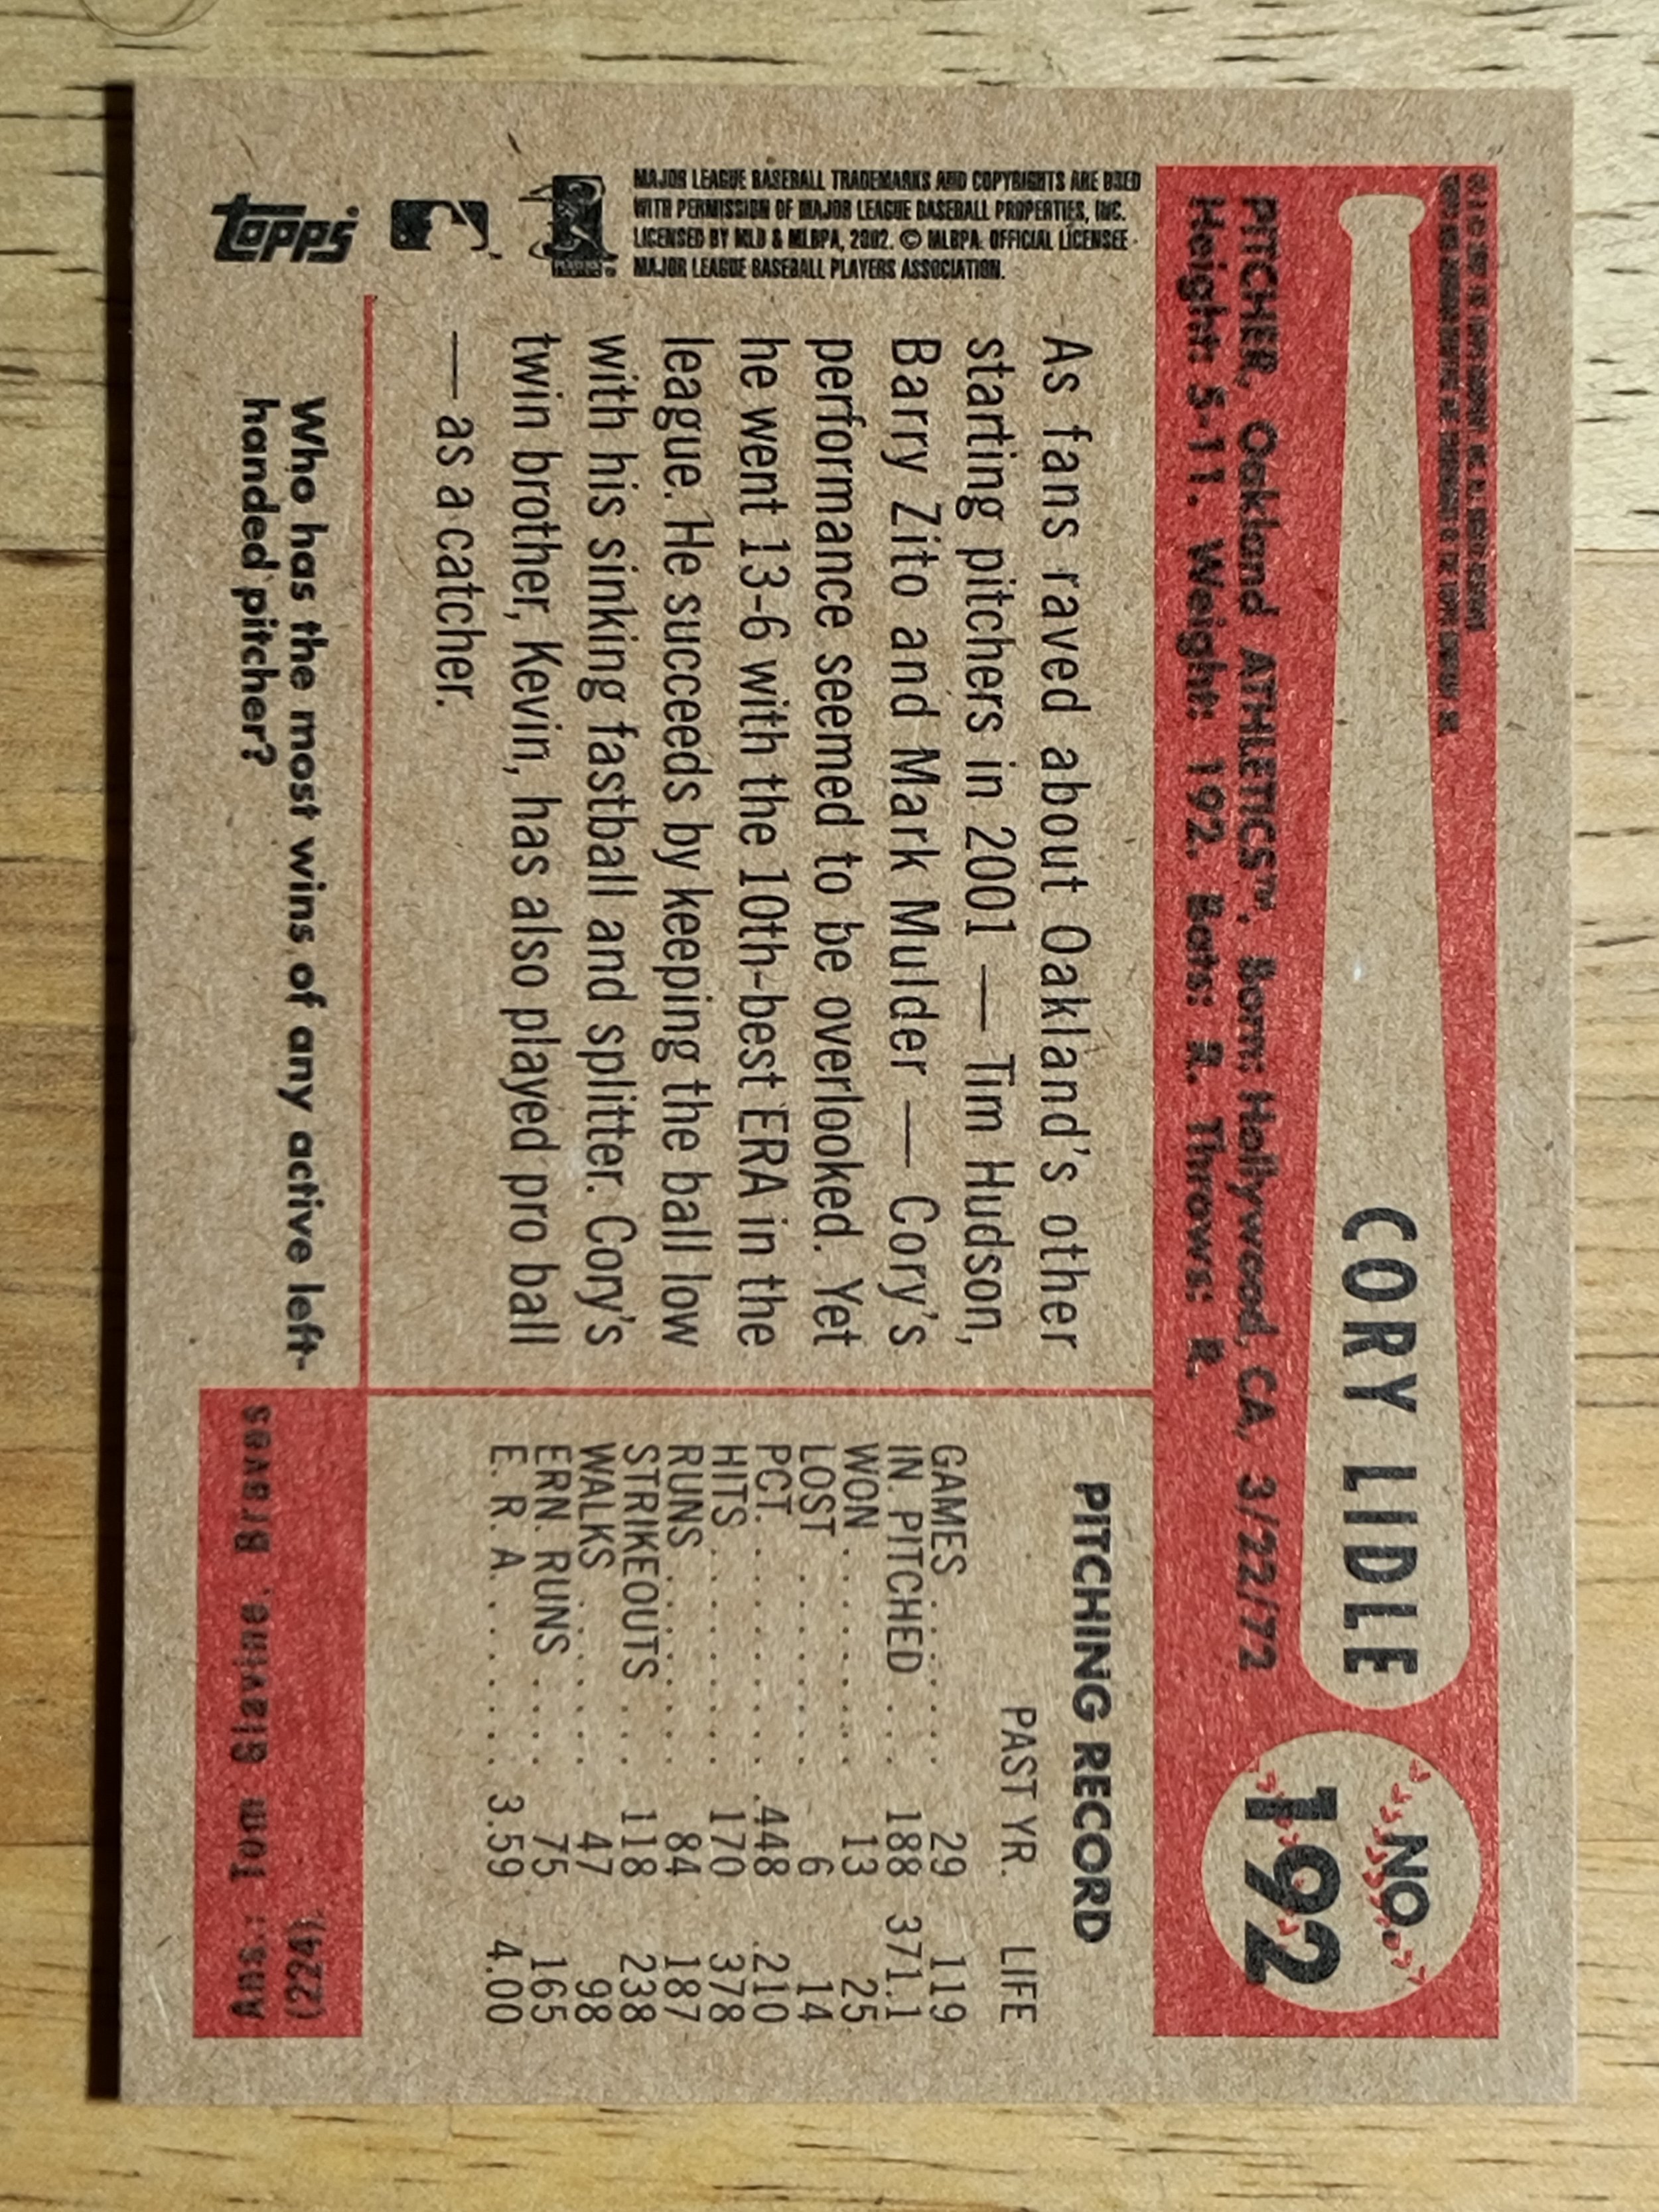 CORY LIDLE
NO.
192
PITCHER, Oakland ATHLETICS™, Born: Hollywood, CA, 3/22/72
Height: 5-11. Weight: 192. Bats: R. Throws: R.
MAJOR LEAGUE BASEBALL TRADEMARKS AND COPYRIGHTS ARE USED
WITH PERMISSION OF MAJOR LEAGUE BASEBALL PROPERTIES, INC.
LICENSED BY MLB & MLBPA, 2002. © MLBPA. OFFICIAL LICENSEE -
MAJOR LEAGUE BASEBALL PLAYERS ASSOCIATION.
topps
As fans raved about Oakland's other
starting pitchers in 2001 — Tim Hudson,
Barry Zito and Mark Mulder — Cory's
performance seemed to be overlooked. Yet
he went 13-6 with the 10th-best ERA in the
league. He succeeds by keeping the ball low
with his sinking fastball and splitter. Cory's
twin brother, Kevin, has also played pro ball
— as a catcher.
PITCHING RECORD
PAST YR. LIFE
GAMES . . . . . . . 29 119
IN. PITCHED . . . 188 371.1
WON . . . . . . . . 13 25
LOST . . . . . . . . 6 14
PCT. . . . . . . . . .448 .210
HITS . . . . . . . . 170 378
RUNS . . . . . . . . 84 187
STRIKEOUTS . . . 118 238
WALKS . . . . . . . 47 98
ERN. RUNS . . . . 75 165
E. R. A. . . . . . . . 3.59 4.00
Who has the most wins of any active left-
handed pitcher?
Ans.: Tom Glavine, Braves
(224).